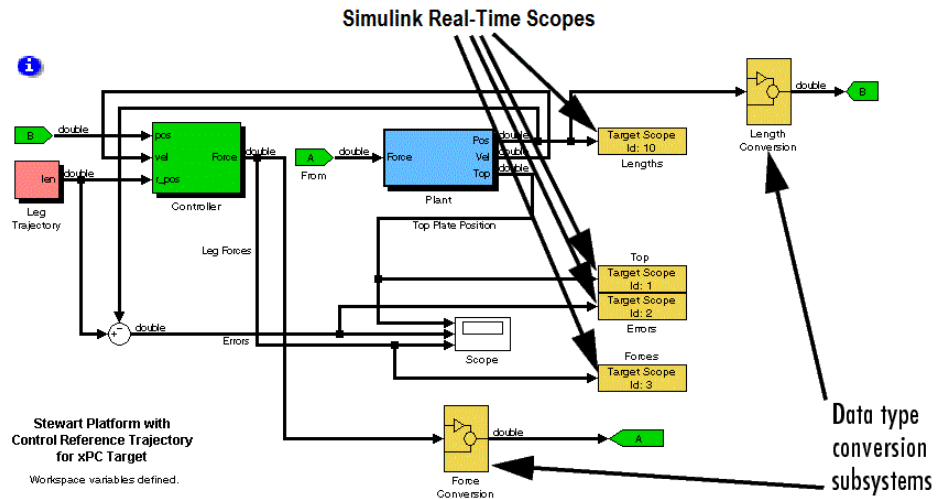 Simulink Real-Time Scopes
i
double
B
double
pos
vel
r_pos
Force
double
Controller
len
double
Leg
Trajectory
A
double
From
Force
Pos
Vel
Top
double
double
double
Plant
Top Plate Position
Target Scope
Id: 10
Lengths
Length
Conversion
double
B
Leg Forces
Top
Target Scope
Id: 1
Target Scope
Id: 2
Errors
+
−
double
Errors
Scope
Forces
Target Scope
Id: 3
Stewart Platform with
Control Reference Trajectory
for xPC Target
Workspace variables defined.
Force
Conversion
double
A
Data type
conversion
subsystems